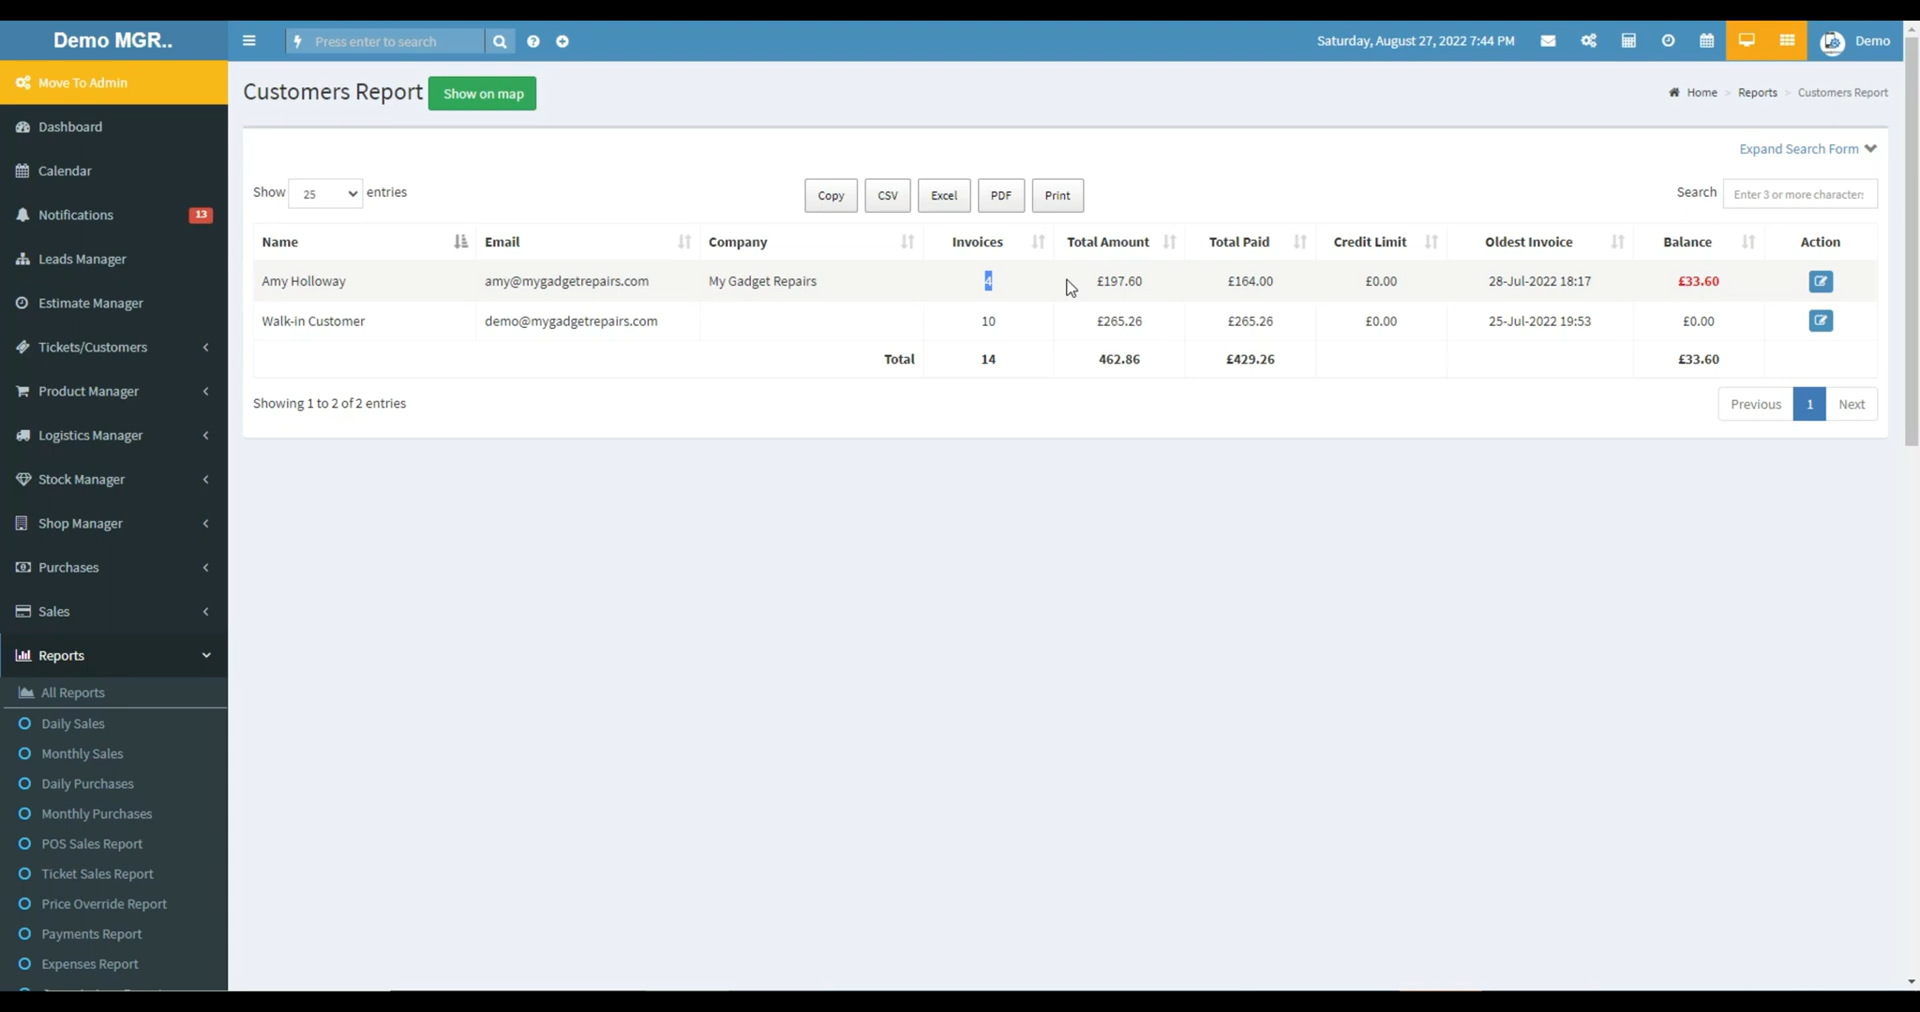 Demo MGR..
Press enter to search
Saturday, August 27, 2022 7:44 PM
Demo
Move To Admin
Dashboard
Calendar
Notifications 13
Leads Manager
Estimate Manager
Tickets/Customers
Product Manager
Logistics Manager
Stock Manager
Shop Manager
Purchases
Sales
Reports
All Reports
Daily Sales
Monthly Sales
Daily Purchases
Monthly Purchases
POS Sales Report
Ticket Sales Report
Price Override Report
Payments Report
Expenses Report
Customers Report Show on map
Home > Reports > Customers Report
Expand Search Form
Show 25 entries
Copy CSV Excel PDF Print
Search Enter 3 or more characters
Name Email Company Invoices Total Amount Total Paid Credit Limit Oldest Invoice Balance Action
Amy Holloway amy@mygadgetrepairs.com My Gadget Repairs 4 £197.60 £164.00 £0.00 28-Jul-2022 18:17 £33.60
Walk-in Customer demo@mygadgetrepairs.com 10 £265.26 £265.26 £0.00 25-Jul-2022 19:53 £0.00
Total 14 462.86 £429.26 £33.60
Showing 1 to 2 of 2 entries
Previous 1 Next